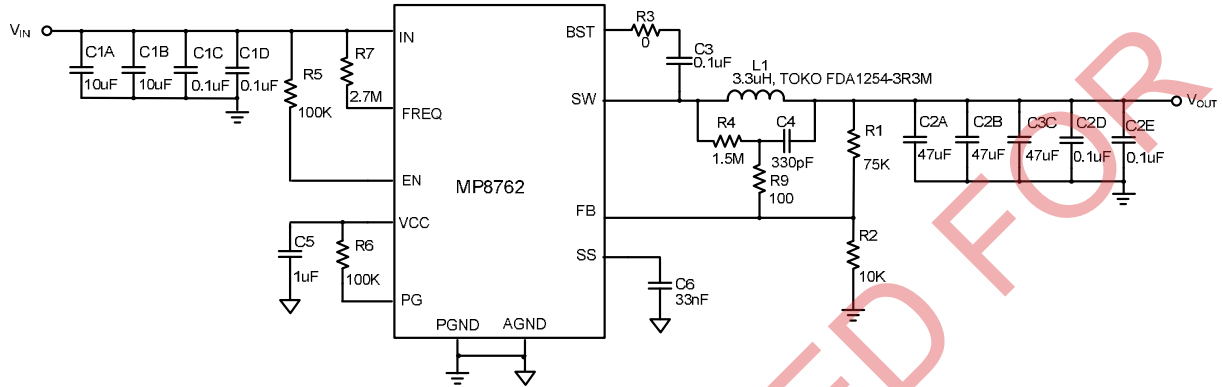 VIN
C1A
C1B
C1C
C1D
10uF
10uF
0.1uF
0.1uF
R5
100K
R7
2.7M
IN
FREQ
EN
VCC
PG
C5
1uF
R6
100K
MP8762
PGND
AGND
BST
SW
FB
SS
R3
0
C3
0.1uF
L1
3.3uH, TOKO FDA1254-3R3M
R4
1.5M
C4
330pF
R9
100
R1
75K
R2
10K
C6
33nF
C2A
C2B
C3C
C2D
C2E
47uF
47uF
47uF
0.1uF
0.1uF
VOUT
ED FOR